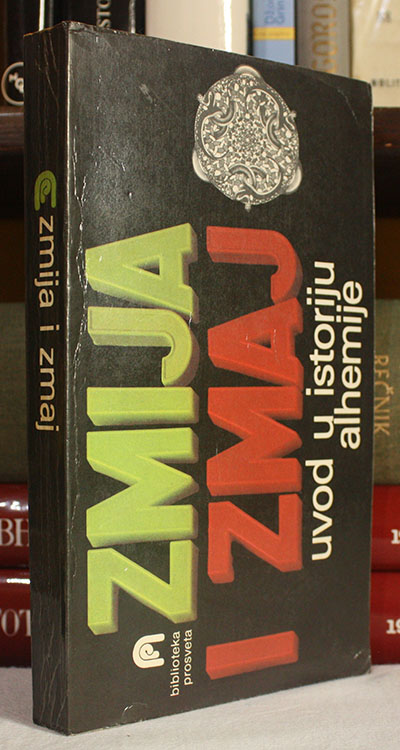 zmija i zmaj
ZMIJA
I ZMAJ
uvod u istoriju
alhemije
biblioteka
prosveta
REČNIK